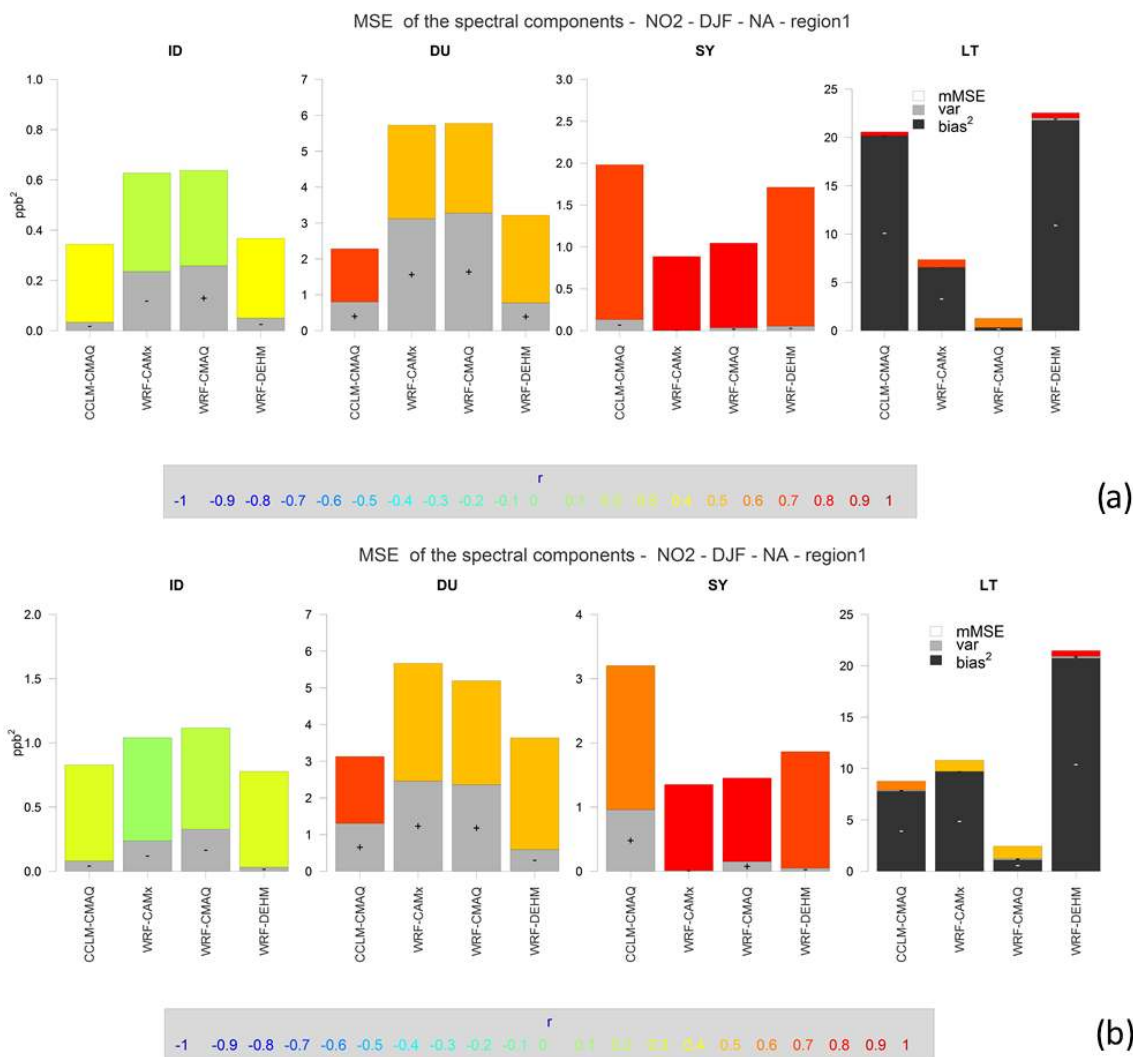 MSE of the spectral components - NO2 - DJF - NA - region1
ID DU SY LT
1.0 0.8 0.6 0.4 0.2 0.0
ppb2
7 6 5 4 3 2 1 0
3.0 2.5 2.0 1.5 1.0 0.5 0.0
25 20 15 10 5 0
mMSE
var
bias2
CCLM-CMAQ WRF-CAMx WRF-CMAQ WRF-DEHM
CCLM-CMAQ WRF-CAMx WRF-CMAQ WRF-DEHM
CCLM-CMAQ WRF-CAMx WRF-CMAQ WRF-DEHM
CCLM-CMAQ WRF-CAMx WRF-CMAQ WRF-DEHM
r
-1 -0.9 -0.8 -0.7 -0.6 -0.5 -0.4 -0.3 -0.2 -0.1 0 0.1 0.2 0.3 0.4 0.5 0.6 0.7 0.8 0.9 1
(a)
MSE of the spectral components - NO2 - DJF - NA - region1
ID DU SY LT
2.0 1.5 1.0 0.5 0.0
ppb2
7 6 5 4 3 2 1 0
4 3 2 1 0
25 20 15 10 5 0
mMSE
var
bias2
CCLM-CMAQ WRF-CAMx WRF-CMAQ WRF-DEHM
CCLM-CMAQ WRF-CAMx WRF-CMAQ WRF-DEHM
CCLM-CMAQ WRF-CAMx WRF-CMAQ WRF-DEHM
CCLM-CMAQ WRF-CAMx WRF-CMAQ WRF-DEHM
r
-1 -0.9 -0.8 -0.7 -0.6 -0.5 -0.4 -0.3 -0.2 -0.1 0 0.1 0.2 0.3 0.4 0.5 0.6 0.7 0.8 0.9 1
(b)